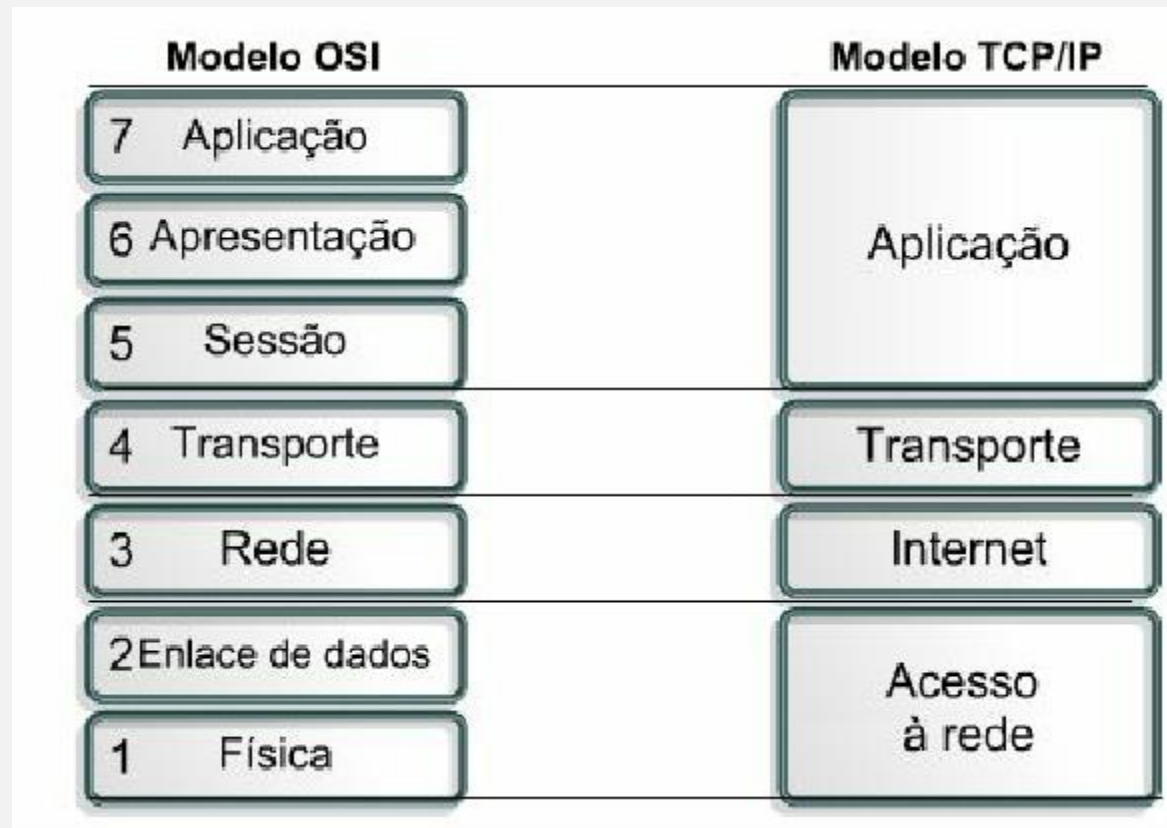 Modelo OSI
Modelo TCP/IP
7 Aplicação
6 Apresentação
5 Sessão
4 Transporte
3 Rede
2 Enlace de dados
1 Física
Aplicação
Transporte
Internet
Acesso
à rede